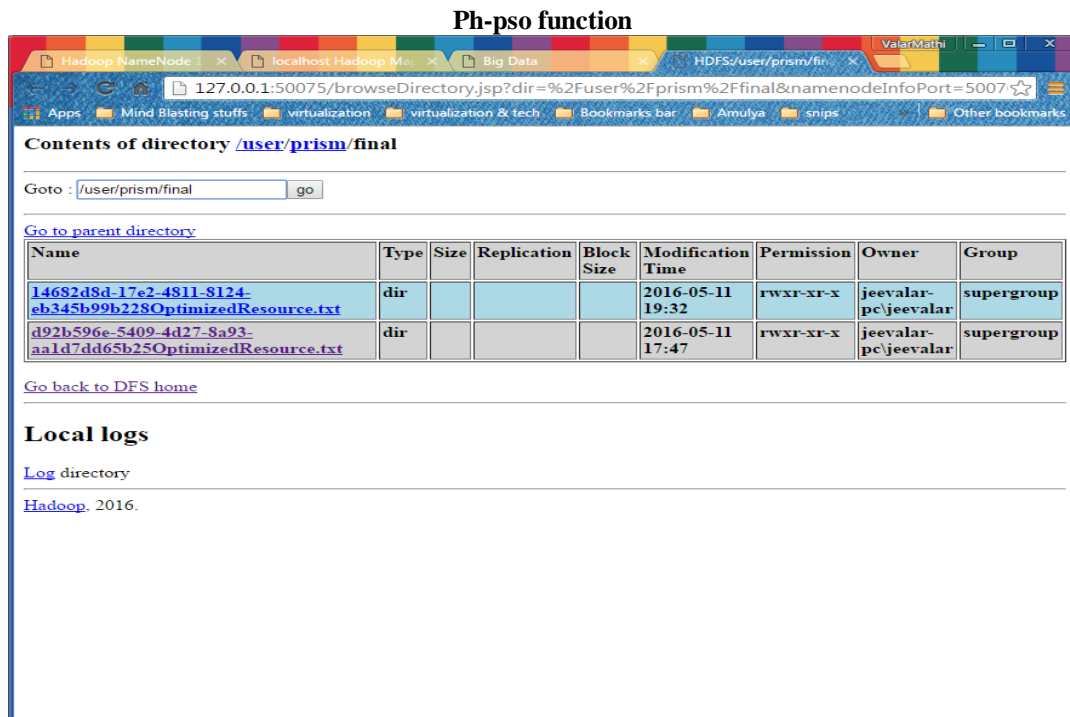 Ph-pso function
ValarMathi
Hadoop NameNode
localhost Hadoop Ma
Big Data
HDFS:/user/prism/fin
127.0.0.1:50075/browseDirectory.jsp?dir=%2Fuser%2Fprism%2Ffinal&namenodeInfoPort=5007
Apps Mind Blasting stuffs virtualization virtualization & tech Bookmarks bar Amulya snips » Other bookmarks
Contents of directory /user/prism/final
Goto : /user/prism/final go
Go to parent directory
Name Type Size Replication Block Size Modification Time Permission Owner Group
14682d8d-17e2-4811-8124-eb345b99b228OptimizedResource.txt dir 2016-05-11 19:32 rwxr-xr-x jeevalar-pc\jeevalar supergroup
d92b596e-5409-4d27-8a93-aa1d7dd65b25OptimizedResource.txt dir 2016-05-11 17:47 rwxr-xr-x jeevalar-pc\jeevalar supergroup
Go back to DFS home
Local logs
Log directory
Hadoop, 2016.